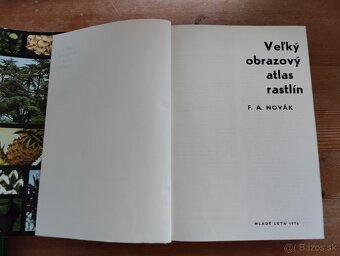 Veľký
obrazový
atlas
rastlín
F. A. NOVÁK
MLADÉ LETÁ 1976
Bazos.sk